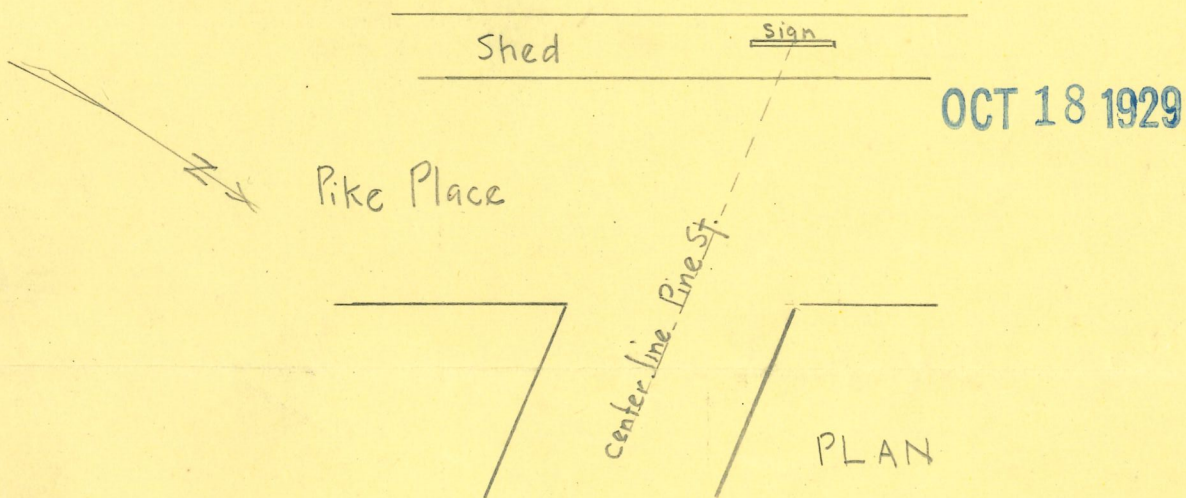 sign
Shed
OCT 18 1929
N
Pike Place
center line Pine St.
PLAN